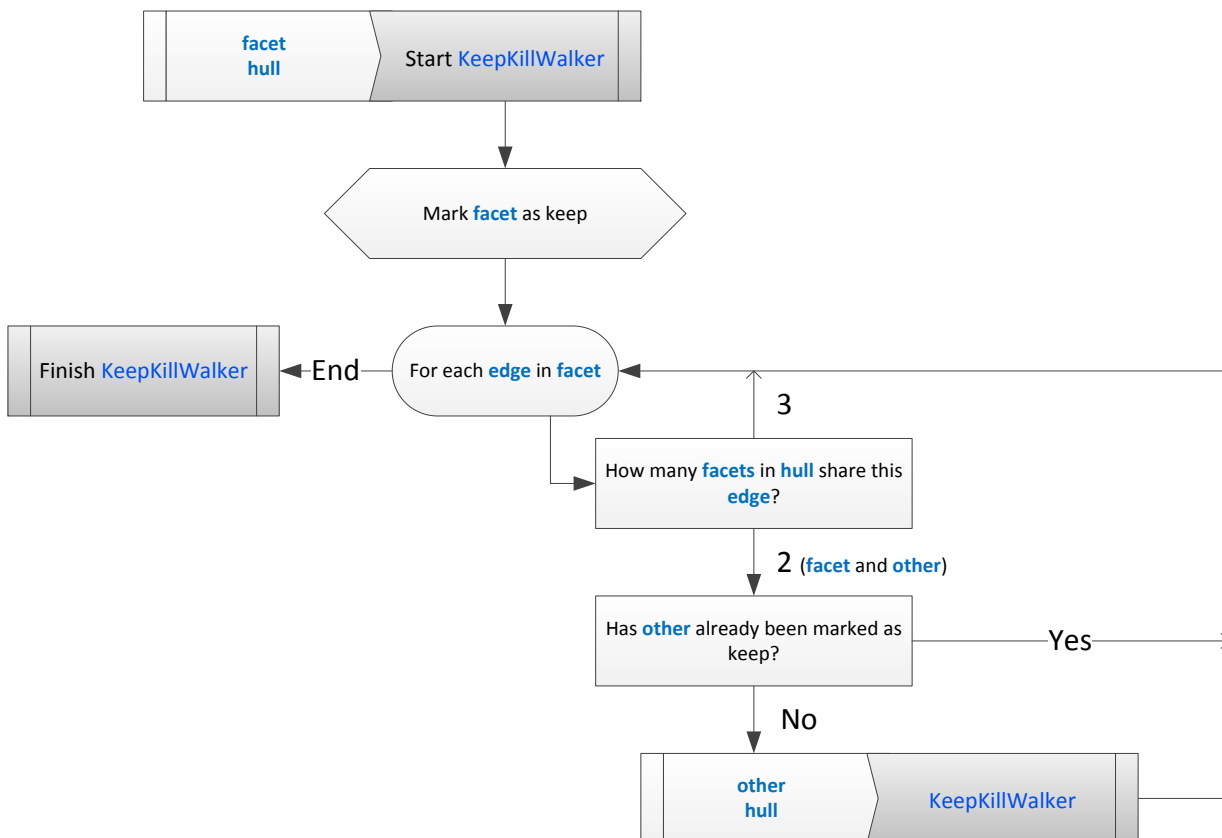 facet
hull
Start KeepKillWalker
Mark facet as keep
Finish KeepKillWalker
End
For each edge in facet
3
How many facets in hull share this
edge?
2 (facet and other)
Has other already been marked as
keep?
Yes
No
other
hull
KeepKillWalker